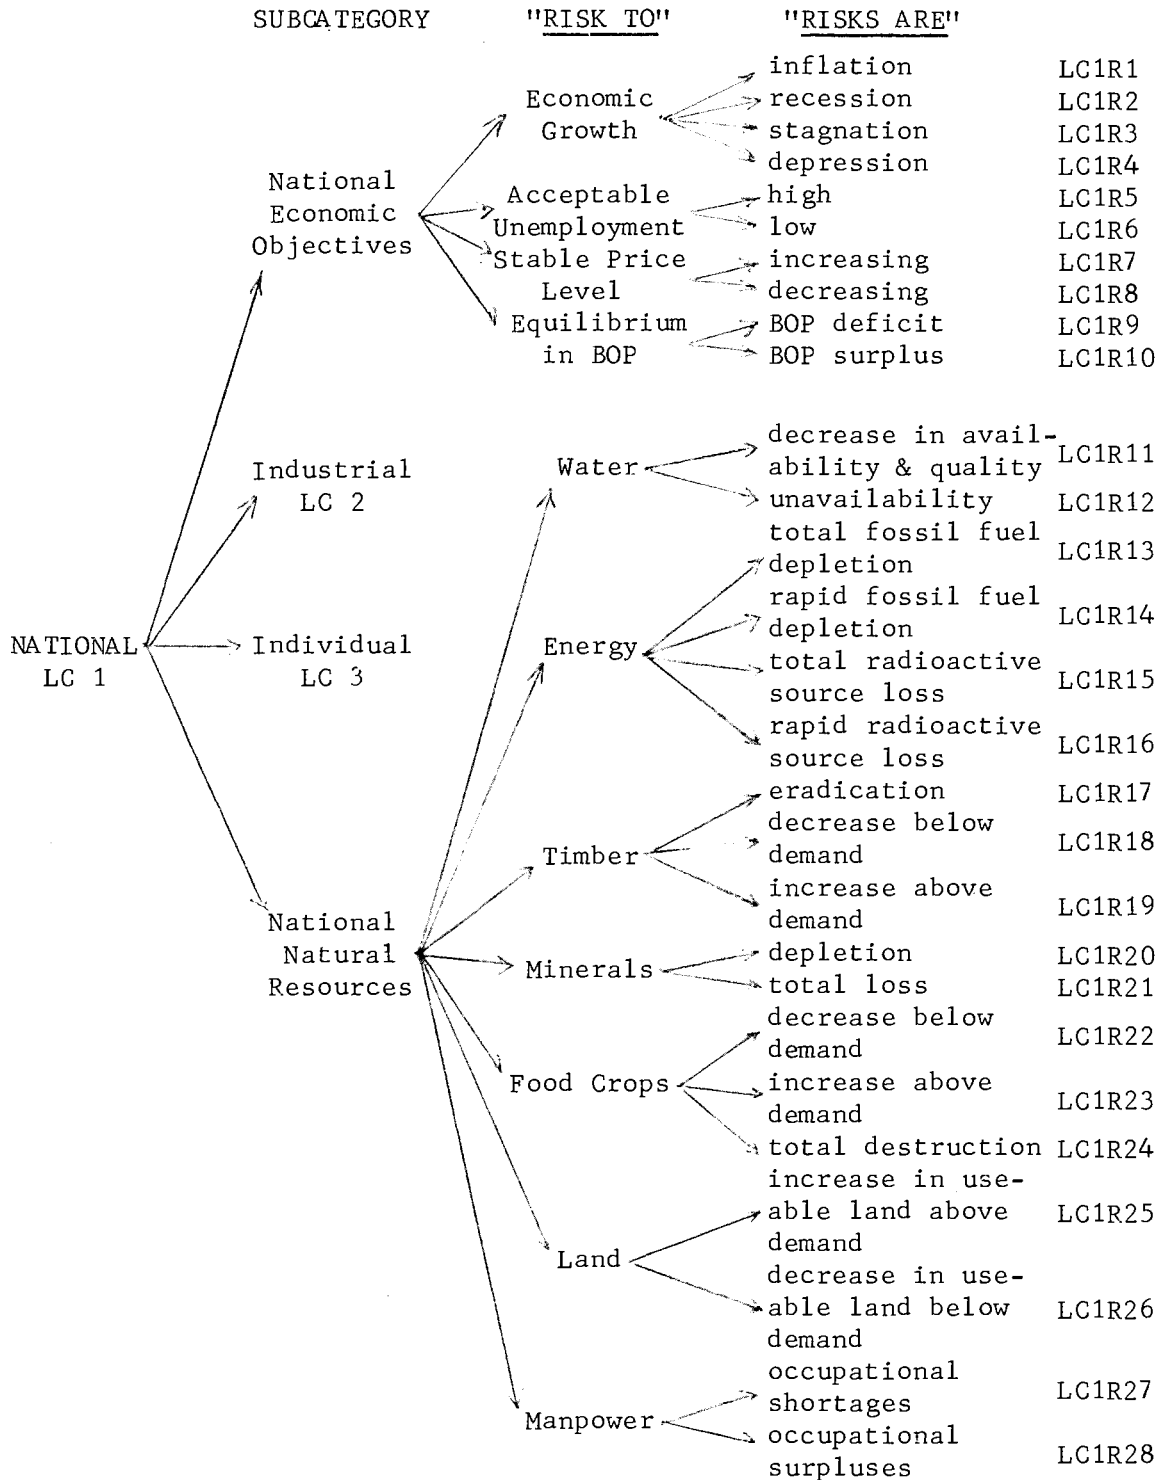 SUBCATEGORY "RISK TO" "RISKS ARE"
inflation LC1R1
Economic recession LC1R2
Growth stagnation LC1R3
depression LC1R4
National Acceptable high LC1R5
Economic Unemployment low LC1R6
Objectives Stable Price increasing LC1R7
Level decreasing LC1R8
Equilibrium BOP deficit LC1R9
in BOP BOP surplus LC1R10
decrease in avail-
Industrial Water ability & quality LC1R11
LC 2 unavailability LC1R12
total fossil fuel
depletion LC1R13
rapid fossil fuel
depletion LC1R14
NATIONAL Individual Energy total radioactive
LC 1 LC 3 source loss LC1R15
rapid radioactive
source loss LC1R16
eradication LC1R17
decrease below
Timber demand LC1R18
increase above
National demand LC1R19
Natural Minerals depletion LC1R20
Resources total loss LC1R21
decrease below
demand LC1R22
Food Crops increase above
demand LC1R23
total destruction LC1R24
increase in use-
able land above LC1R25
demand
Land decrease in use-
able land below LC1R26
demand
occupational
shortages LC1R27
Manpower occupational
surpluses LC1R28